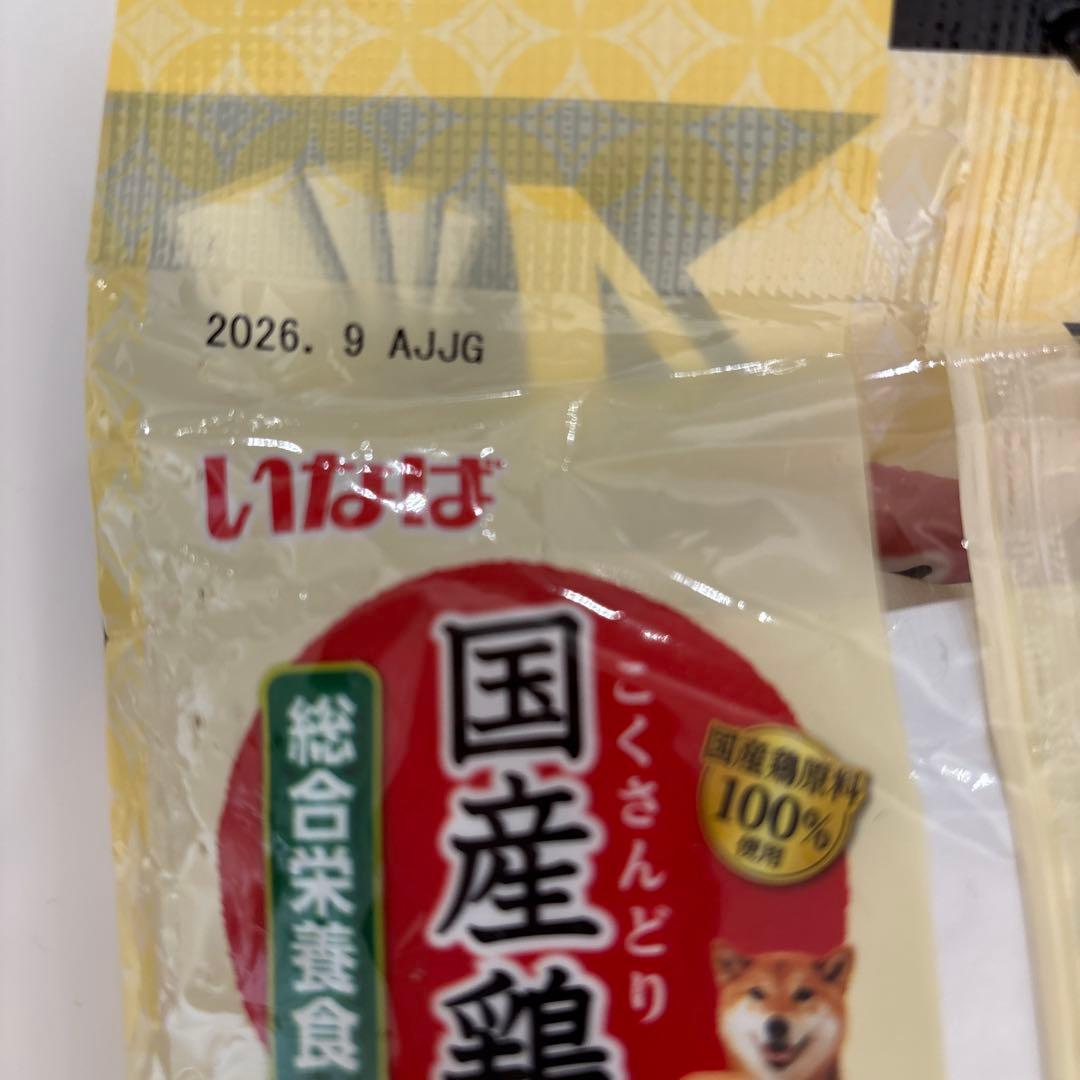 2026. 9 AJJG
いなば
国産鶏
こくさんどり
総合栄養食
国産鶏原料
100%
使用